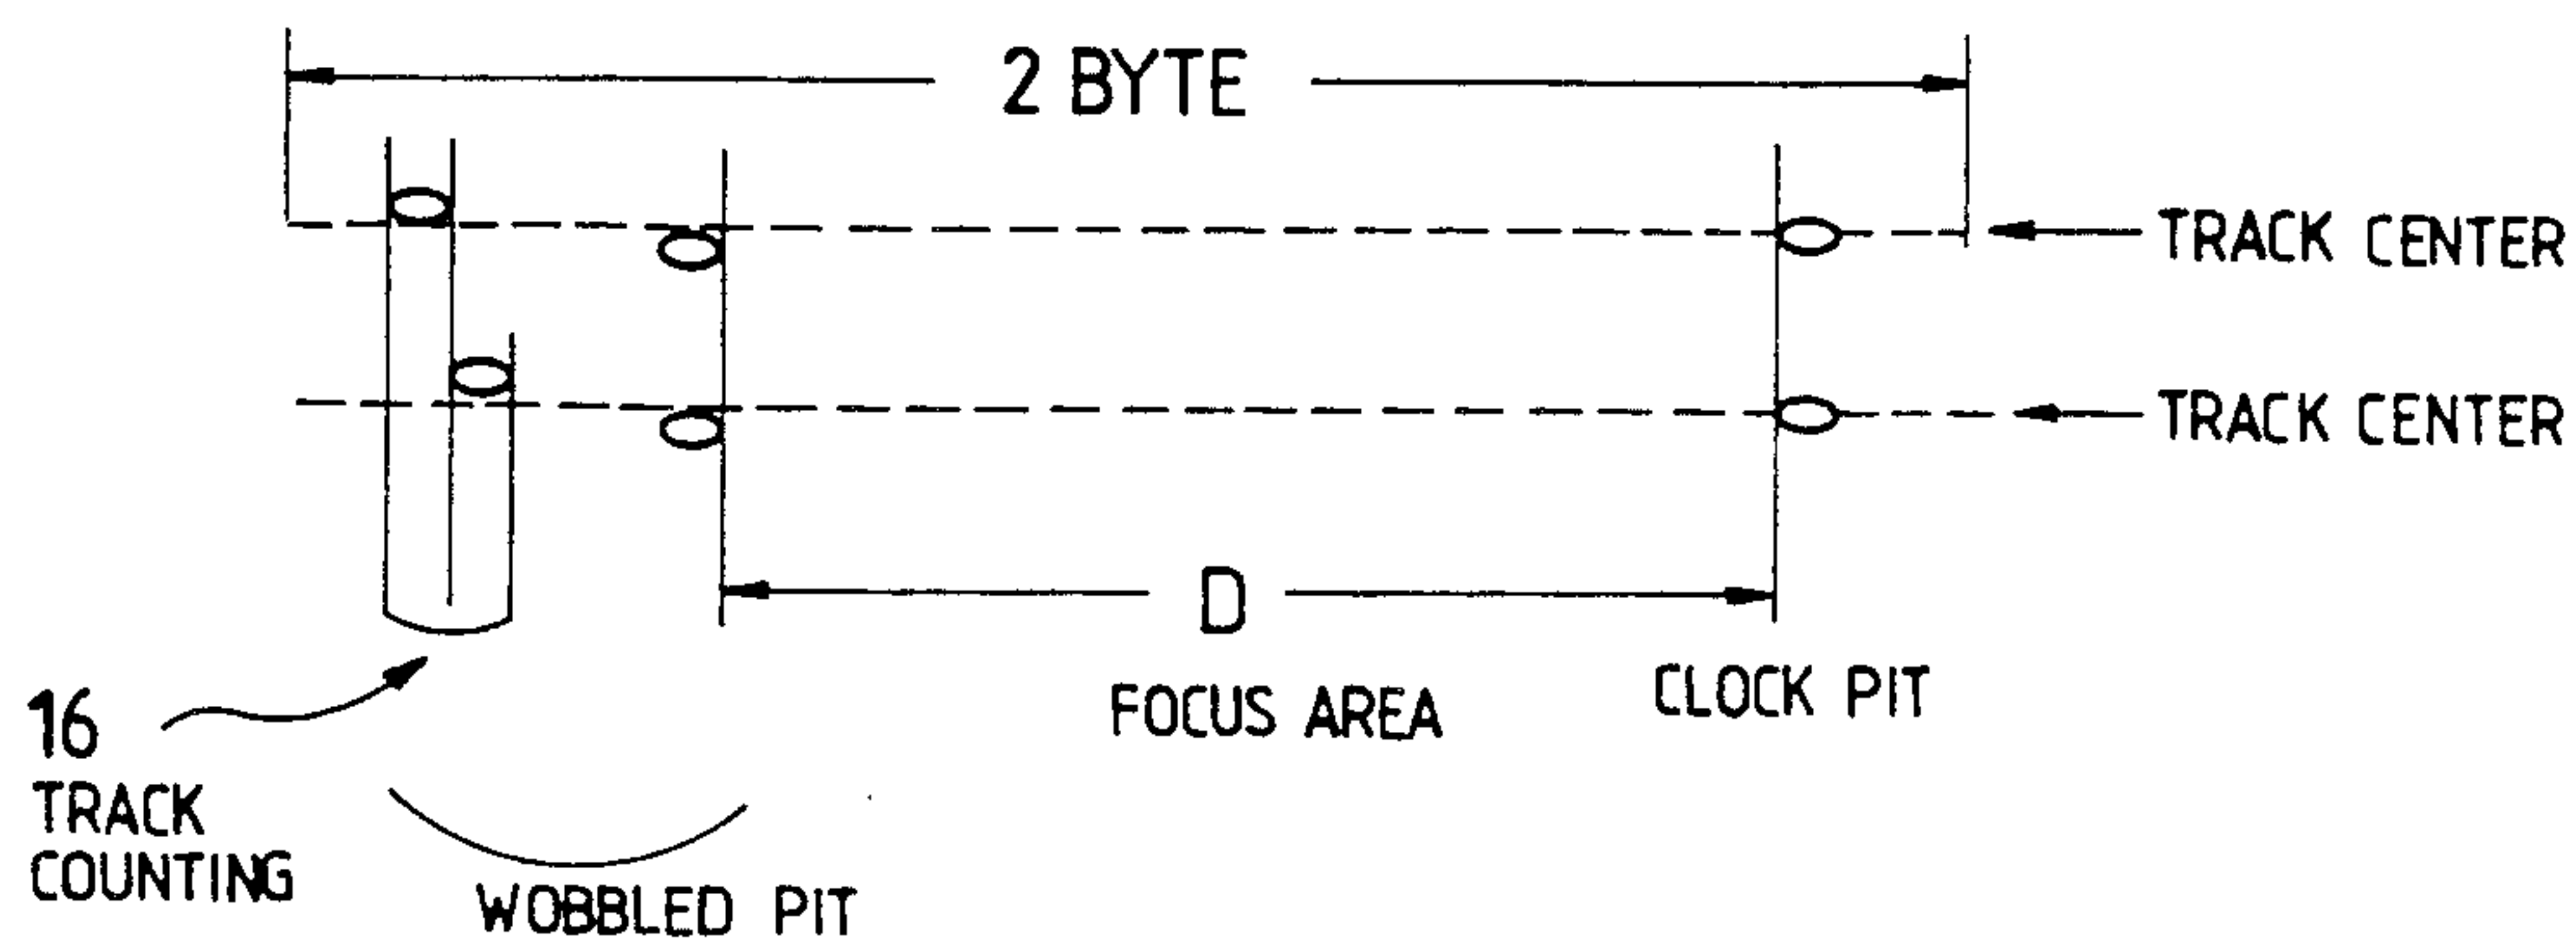 2 BYTE
TRACK CENTER
TRACK CENTER
D
FOCUS AREA
CLOCK PIT
16
TRACK
COUNTING
WOBBLED PIT